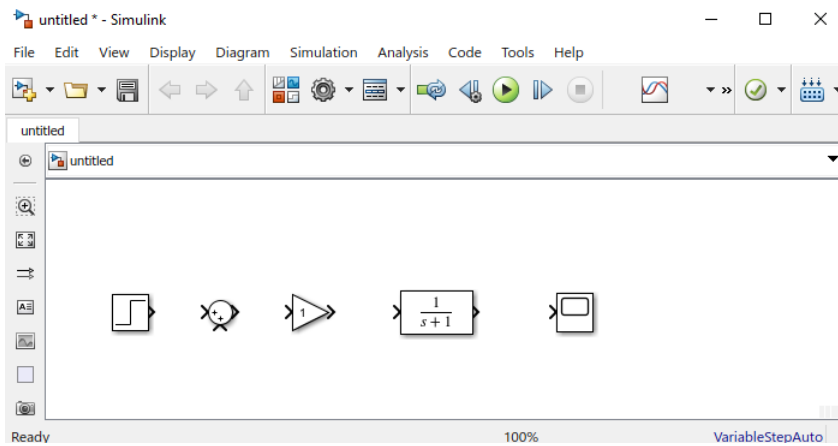 untitled * - Simulink
File Edit View Display Diagram Simulation Analysis Code Tools Help
»
untitled
untitled
A
+
+
1
1
s + 1
Ready 100% VariableStepAuto